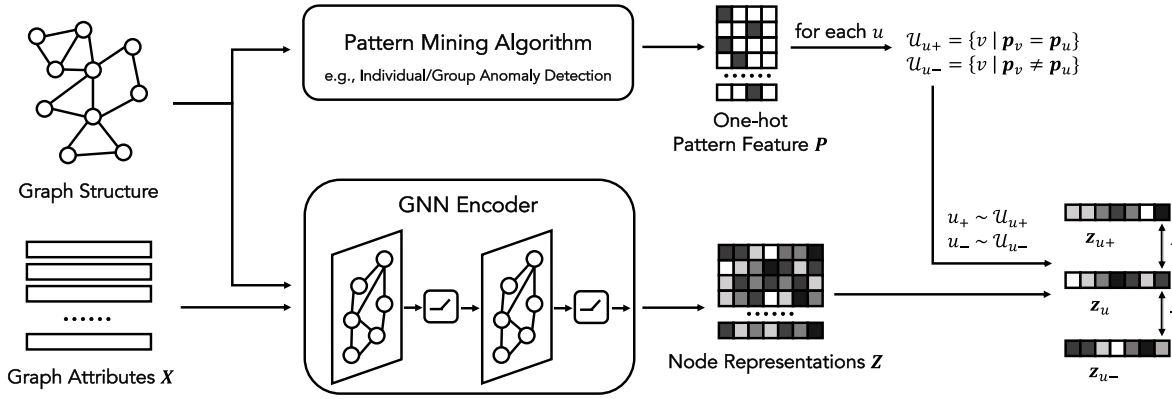 Graph Structure
Graph Attributes X
Pattern Mining Algorithm
e.g., Individual/Group Anomaly Detection
One-hot
Pattern Feature P
for each u
𝒰ᵤ₊ = {v | pᵥ = pᵤ}
𝒰ᵤ₋ = {v | pᵥ ≠ pᵤ}
GNN Encoder
Node Representations Z
u₊ ~ 𝒰ᵤ₊
u₋ ~ 𝒰ᵤ₋
zᵤ₊
zᵤ
zᵤ₋